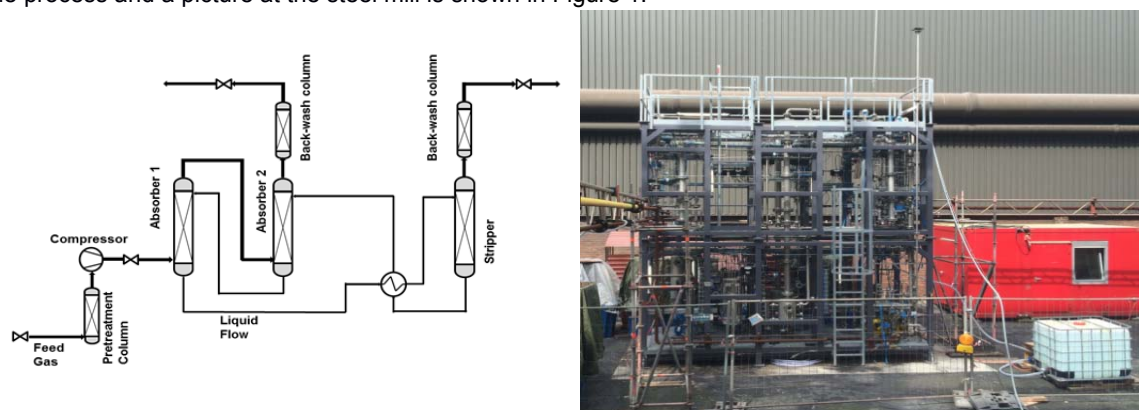 process and a picture at the steel mill is shown in Figure
Back-wash column
Back-wash column
Absorber 1
Absorber 2
Stripper
Compressor
Pretreatment
Column
Liquid
Flow
Feed
Gas